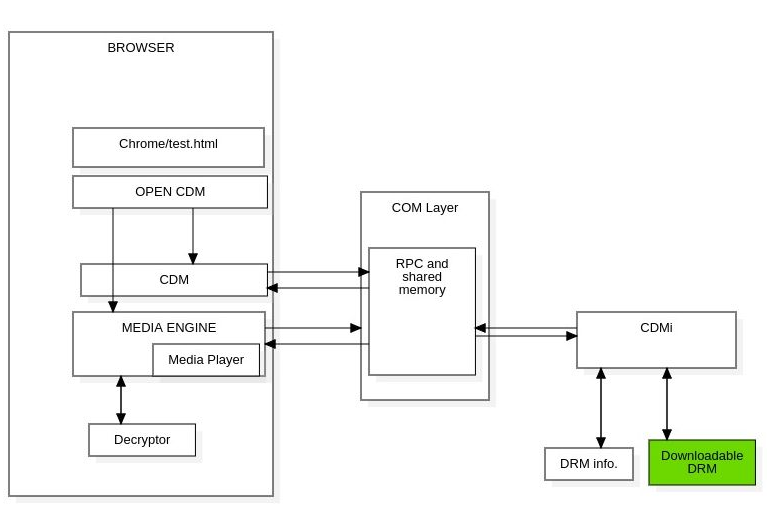 BROWSER
Chrome/test.html
OPEN CDM
CDM
MEDIA ENGINE
Media Player
Decryptor
COM Layer
RPC and
shared
memory
CDMi
DRM info.
Downloadable
DRM